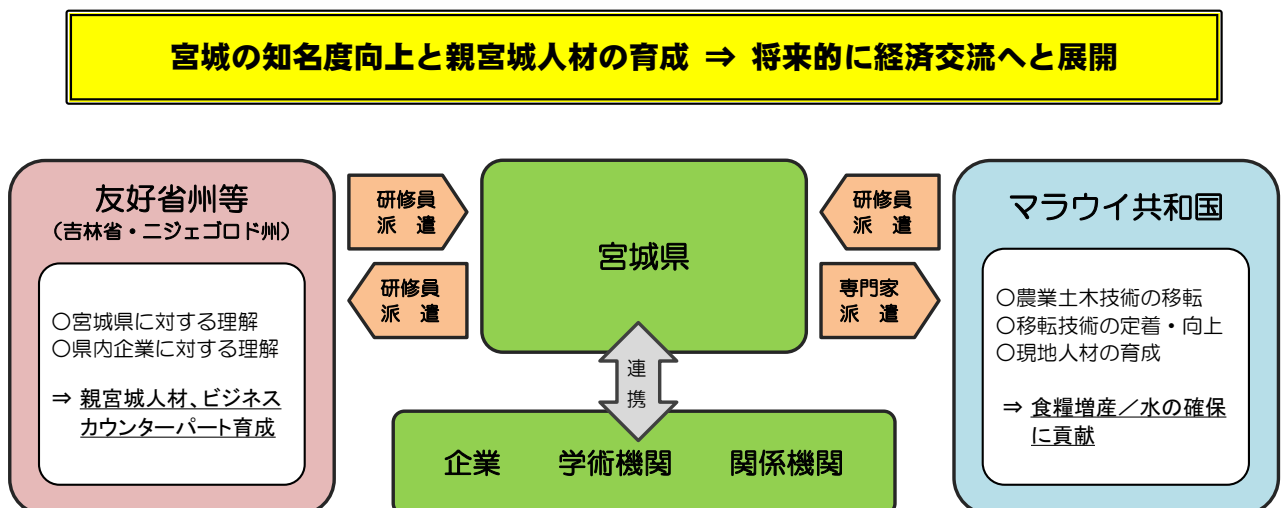 宮城の知名度向上と親宮城人材の育成 ⇒ 将来的に経済交流へと展開
友好省州等
（吉林省・ニジェゴロド州）
○宮城県に対する理解
○県内企業に対する理解
⇒ 親宮城人材、ビジネス
カウンターパート育成
研修員
派 遣
研修員
派 遣
宮城県
連
携
企業 学術機関 関係機関
研修員
派 遣
専門家
派 遣
マラウイ共和国
○農業土木技術の移転
○移転技術の定着・向上
○現地人材の育成
⇒ 食糧増産／水の確保
に貢献